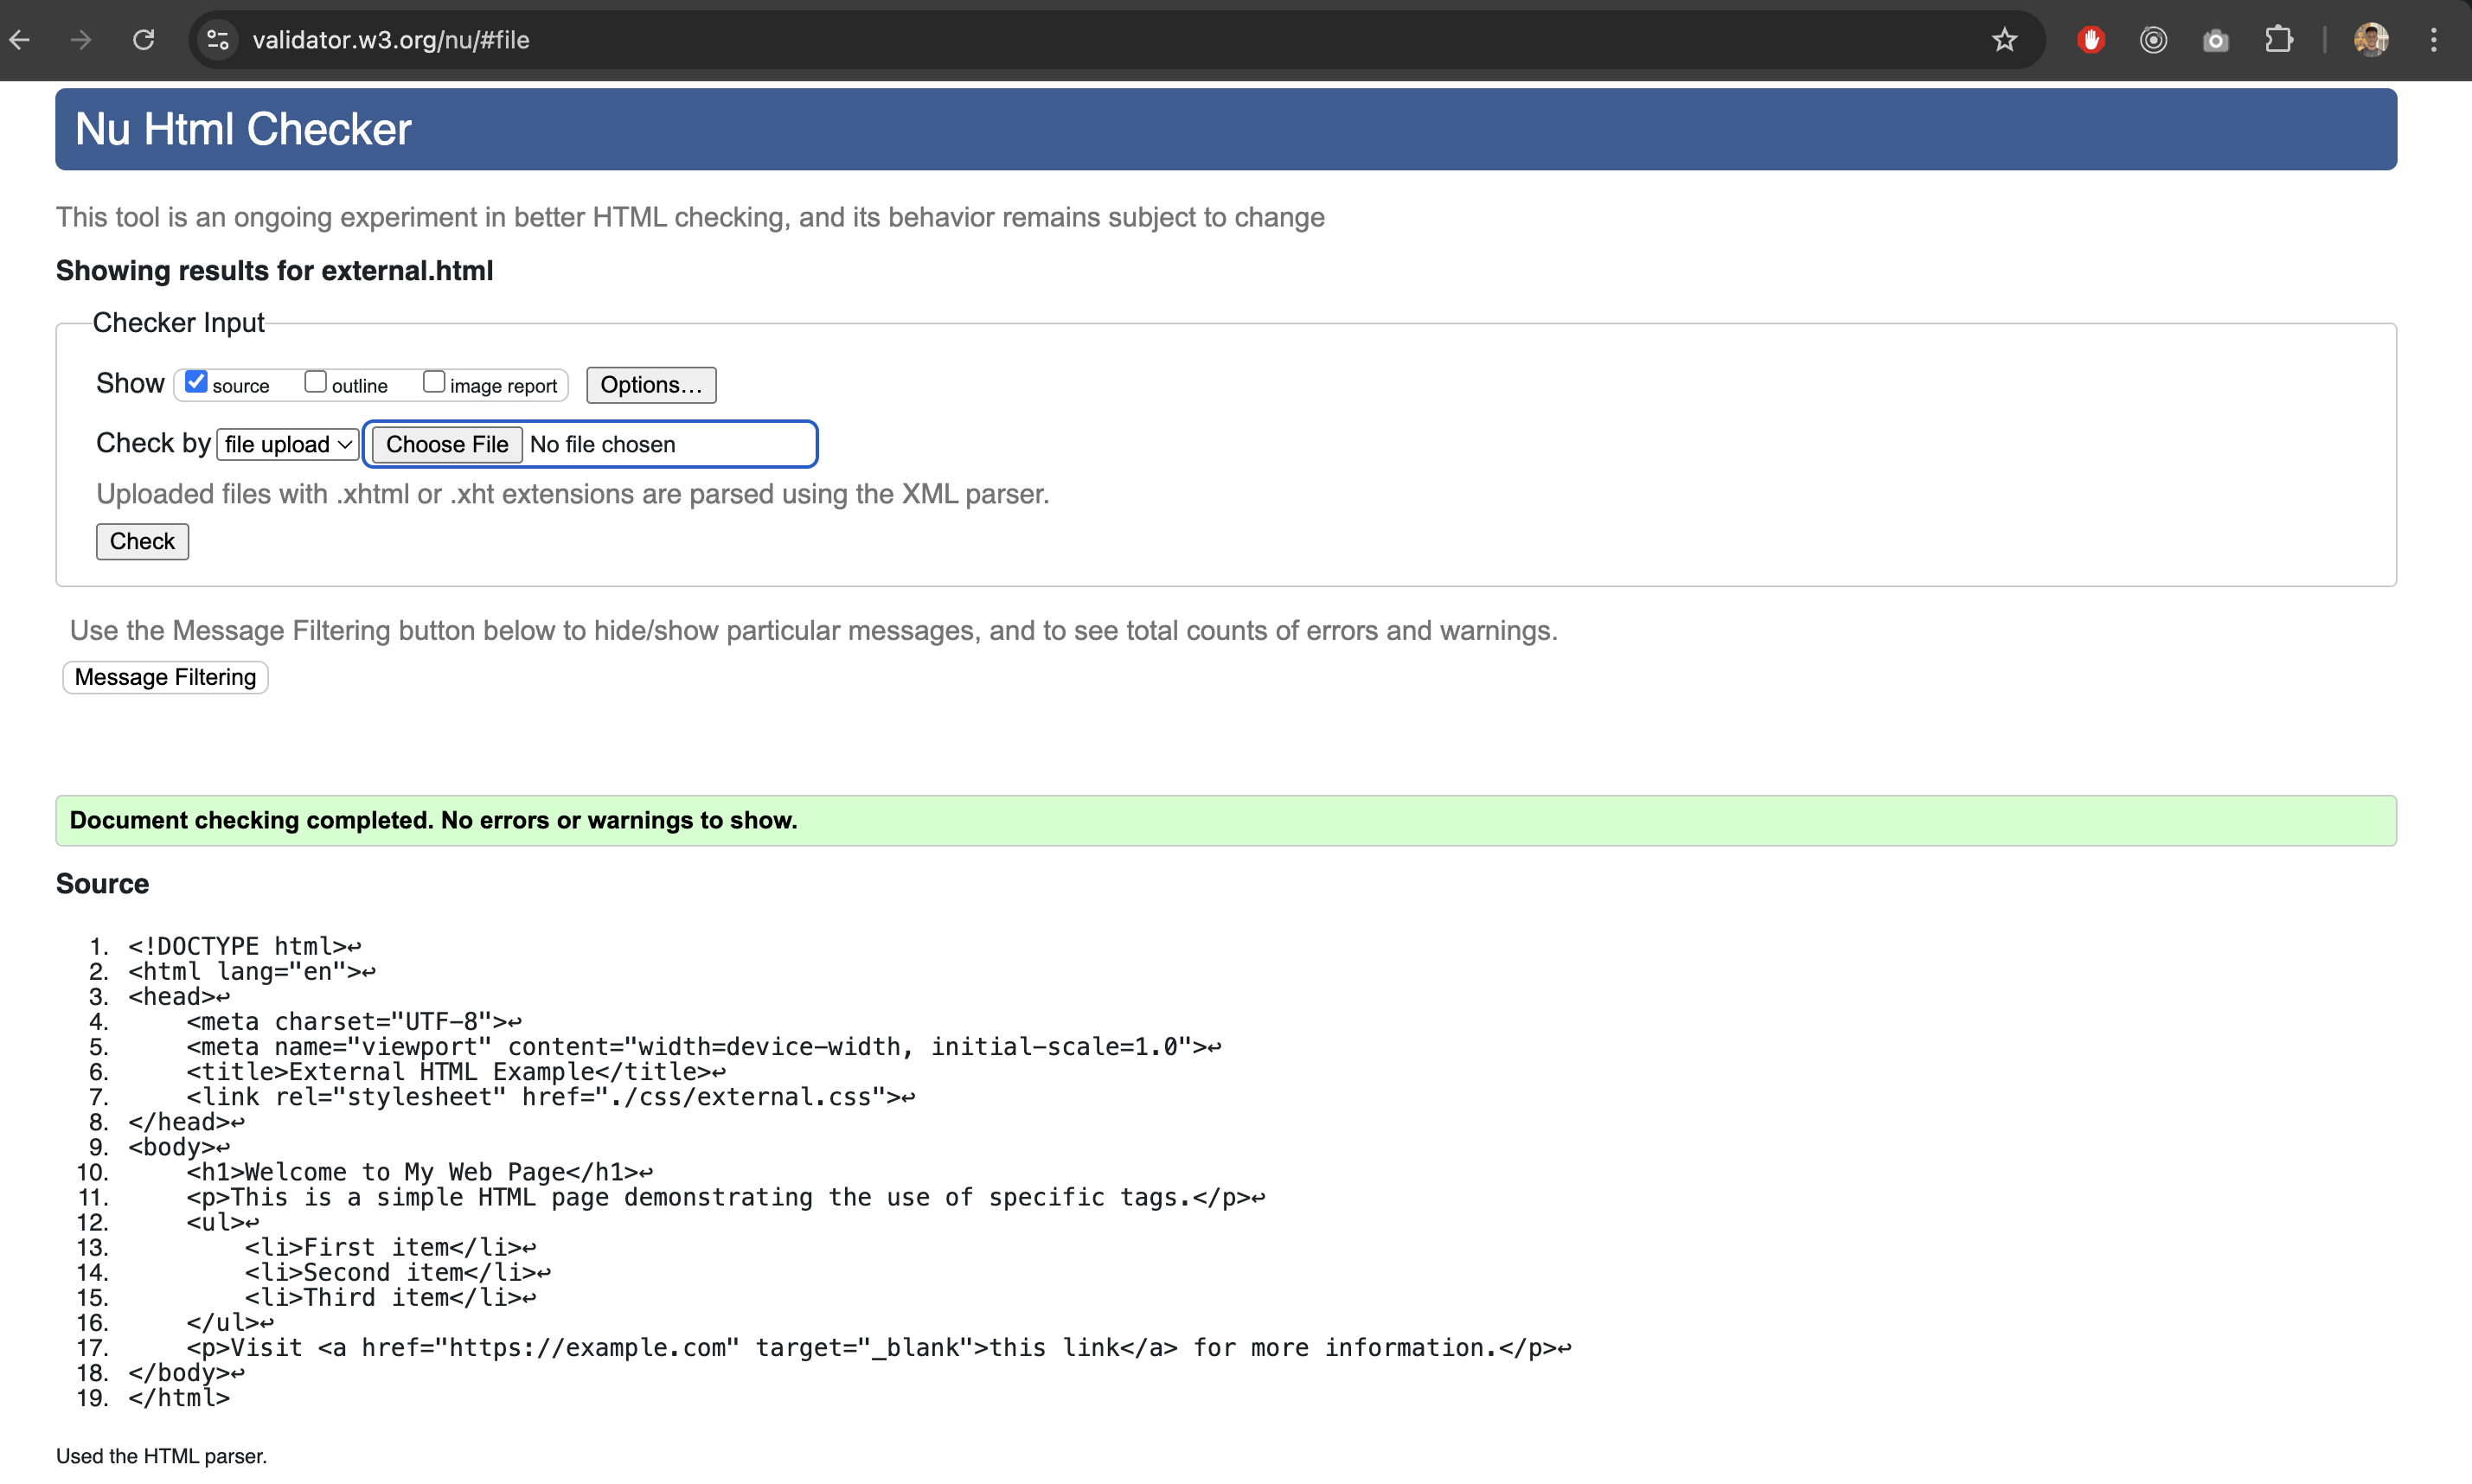 validator.w3.org/nu/#file
Nu Html Checker
This tool is an ongoing experiment in better HTML checking, and its behavior remains subject to change
Showing results for external.html
Checker Input
Show source outline image report Options...
Check by file upload Choose File No file chosen
Uploaded files with .xhtml or .xht extensions are parsed using the XML parser.
Check
Use the Message Filtering button below to hide/show particular messages, and to see total counts of errors and warnings.
Message Filtering
Document checking completed. No errors or warnings to show.
Source
1. <!DOCTYPE html>↩
2. <html lang="en">↩
3. <head>↩
4.     <meta charset="UTF-8">↩
5.     <meta name="viewport" content="width=device-width, initial-scale=1.0">↩
6.     <title>External HTML Example</title>↩
7.     <link rel="stylesheet" href="./css/external.css">↩
8. </head>↩
9. <body>↩
10.     <h1>Welcome to My Web Page</h1>↩
11.     <p>This is a simple HTML page demonstrating the use of specific tags.</p>↩
12.     <ul>↩
13.         <li>First item</li>↩
14.         <li>Second item</li>↩
15.         <li>Third item</li>↩
16.     </ul>↩
17.     <p>Visit <a href="https://example.com" target="_blank">this link</a> for more information.</p>↩
18. </body>↩
19. </html>
Used the HTML parser.